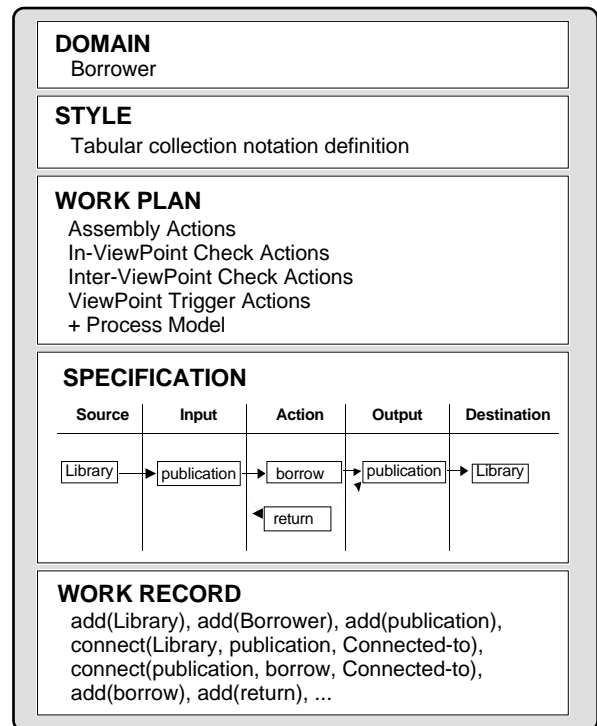 DOMAIN
Borrower
STYLE
Tabular collection notation definition
WORK PLAN
Assembly Actions
In-ViewPoint Check Actions
Inter-ViewPoint Check Actions
ViewPoint Trigger Actions
+ Process Model
SPECIFICATION
Source Input Action Output Destination
Library publication borrow publication Library
return
WORK RECORD
add(Library), add(Borrower), add(publication),
connect(Library, publication, Connected-to),
connect(publication, borrow, Connected-to),
add(borrow), add(return), ...